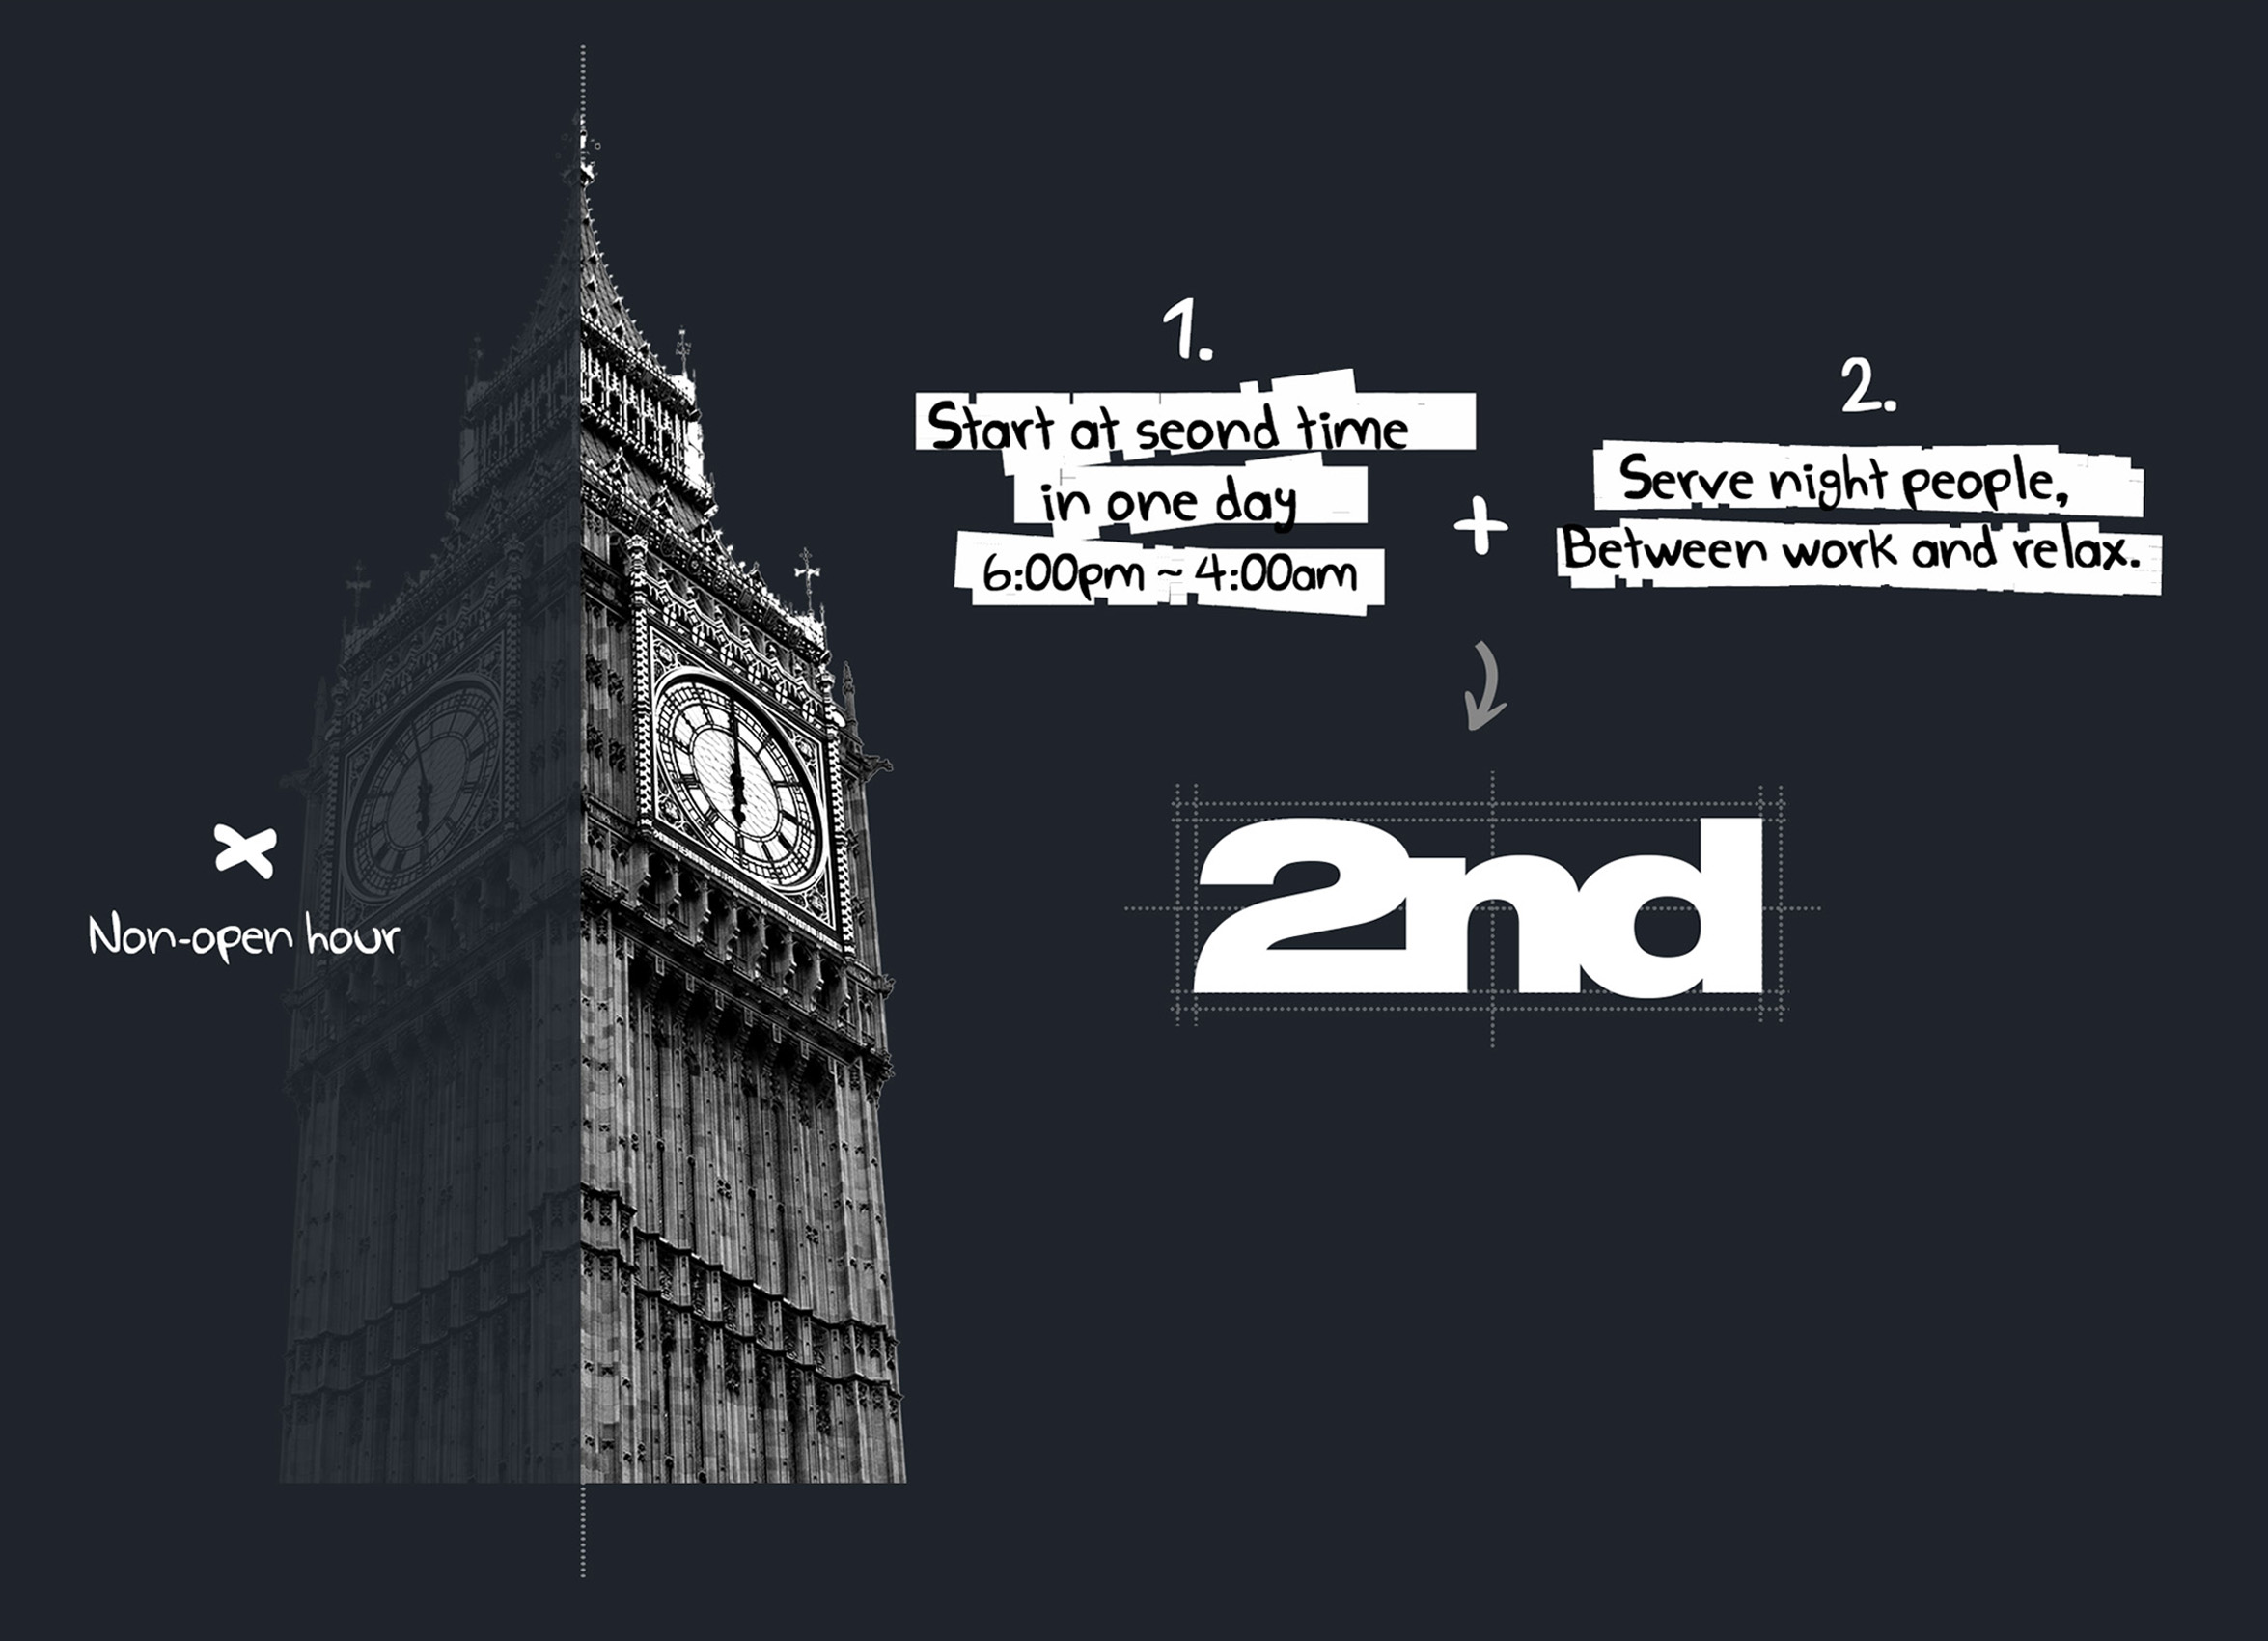 1.
Start at seond time
in one day
6:00pm ~ 4:00am
+
2.
Serve night people,
Between work and relax.
2nd
Non-open hour